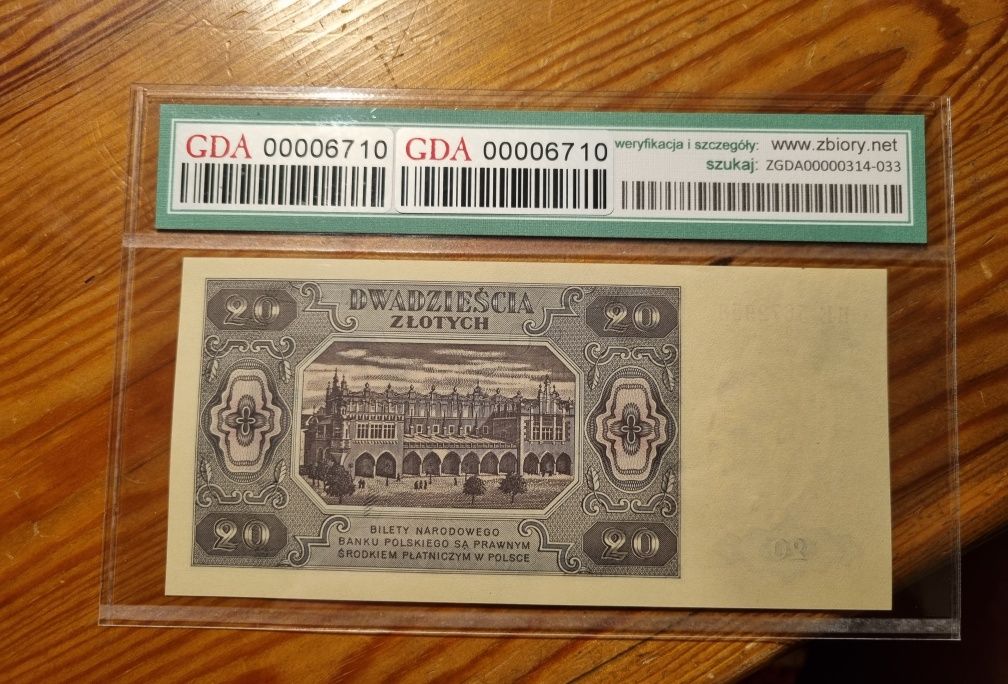 GDA 00006710
GDA 00006710
weryfikacja i szczegóły: www.zbiory.net
szukaj: ZGDA00000314-033
20
DWADZIEŚCIA
ZŁOTYCH
20
BILETY NARODOWEGO
BANKU POLSKIEGO SĄ PRAWNYM
ŚRODKIEM PŁATNICZYM W POLSCE
20
20